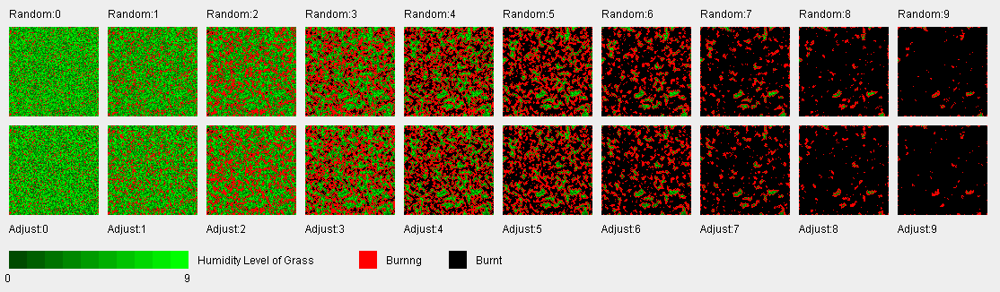 Random:0 Random:1 Random:2 Random:3 Random:4 Random:5 Random:6 Random:7 Random:8 Random:9
Adjust:0 Adjust:1 Adjust:2 Adjust:3 Adjust:4 Adjust:5 Adjust:6 Adjust:7 Adjust:8 Adjust:9
Humidity Level of Grass Burnng Burnt
0 9